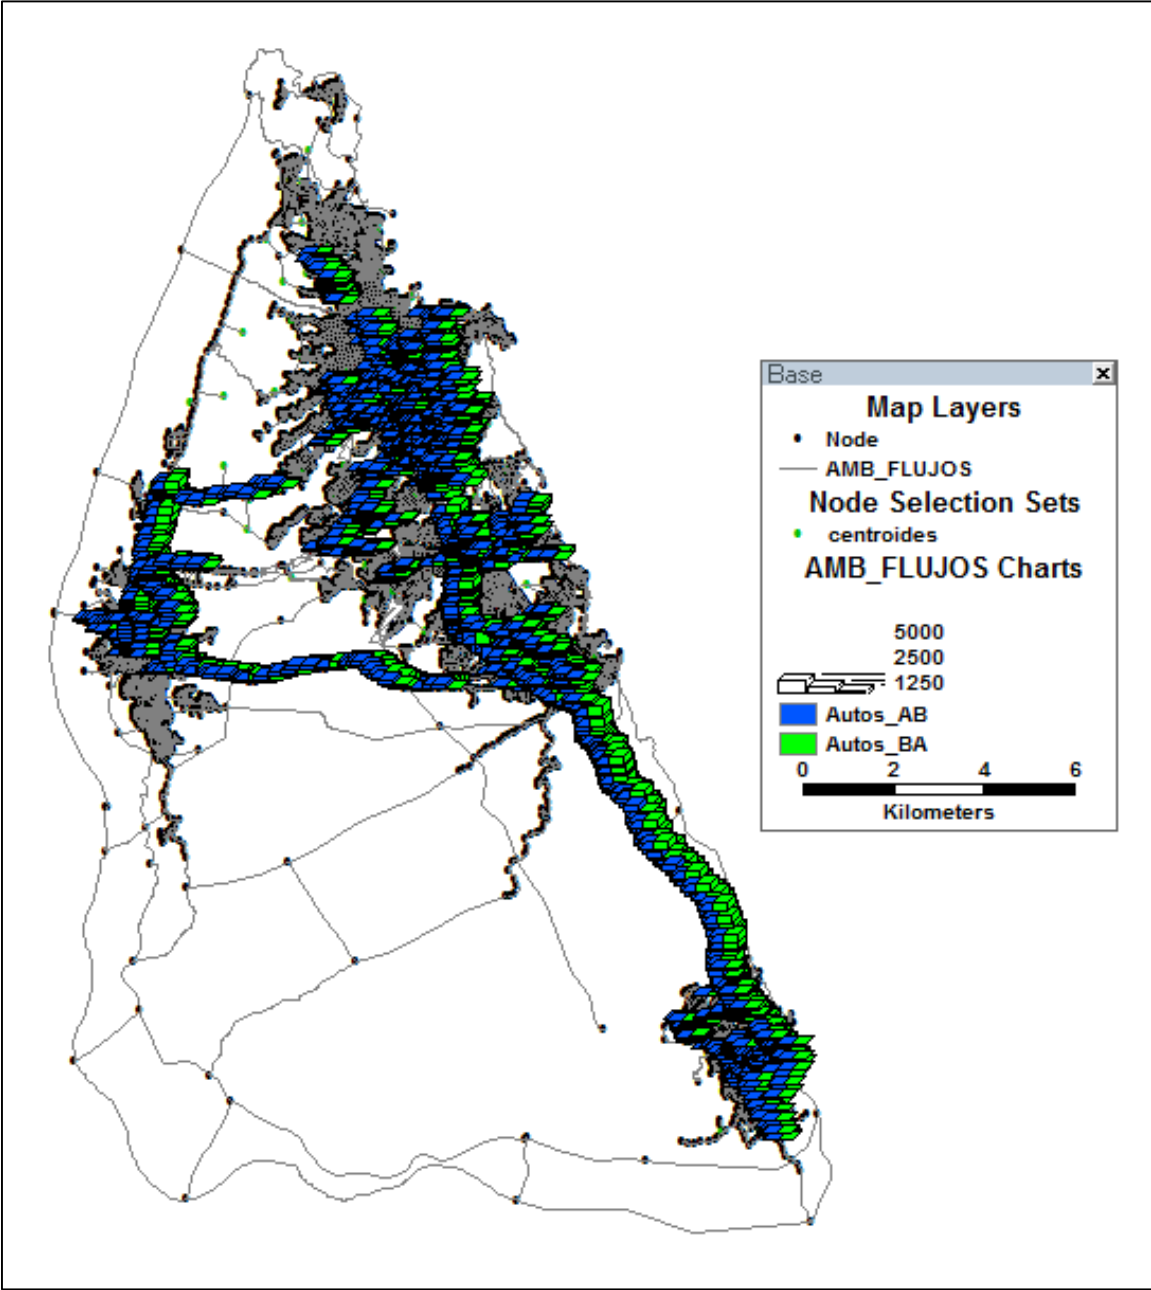 Base
Map Layers
Node
AMB_FLUJOS
Node Selection Sets
centroides
AMB_FLUJOS Charts
5000
2500
1250
Autos_AB
Autos_BA
0 2 4 6
Kilometers